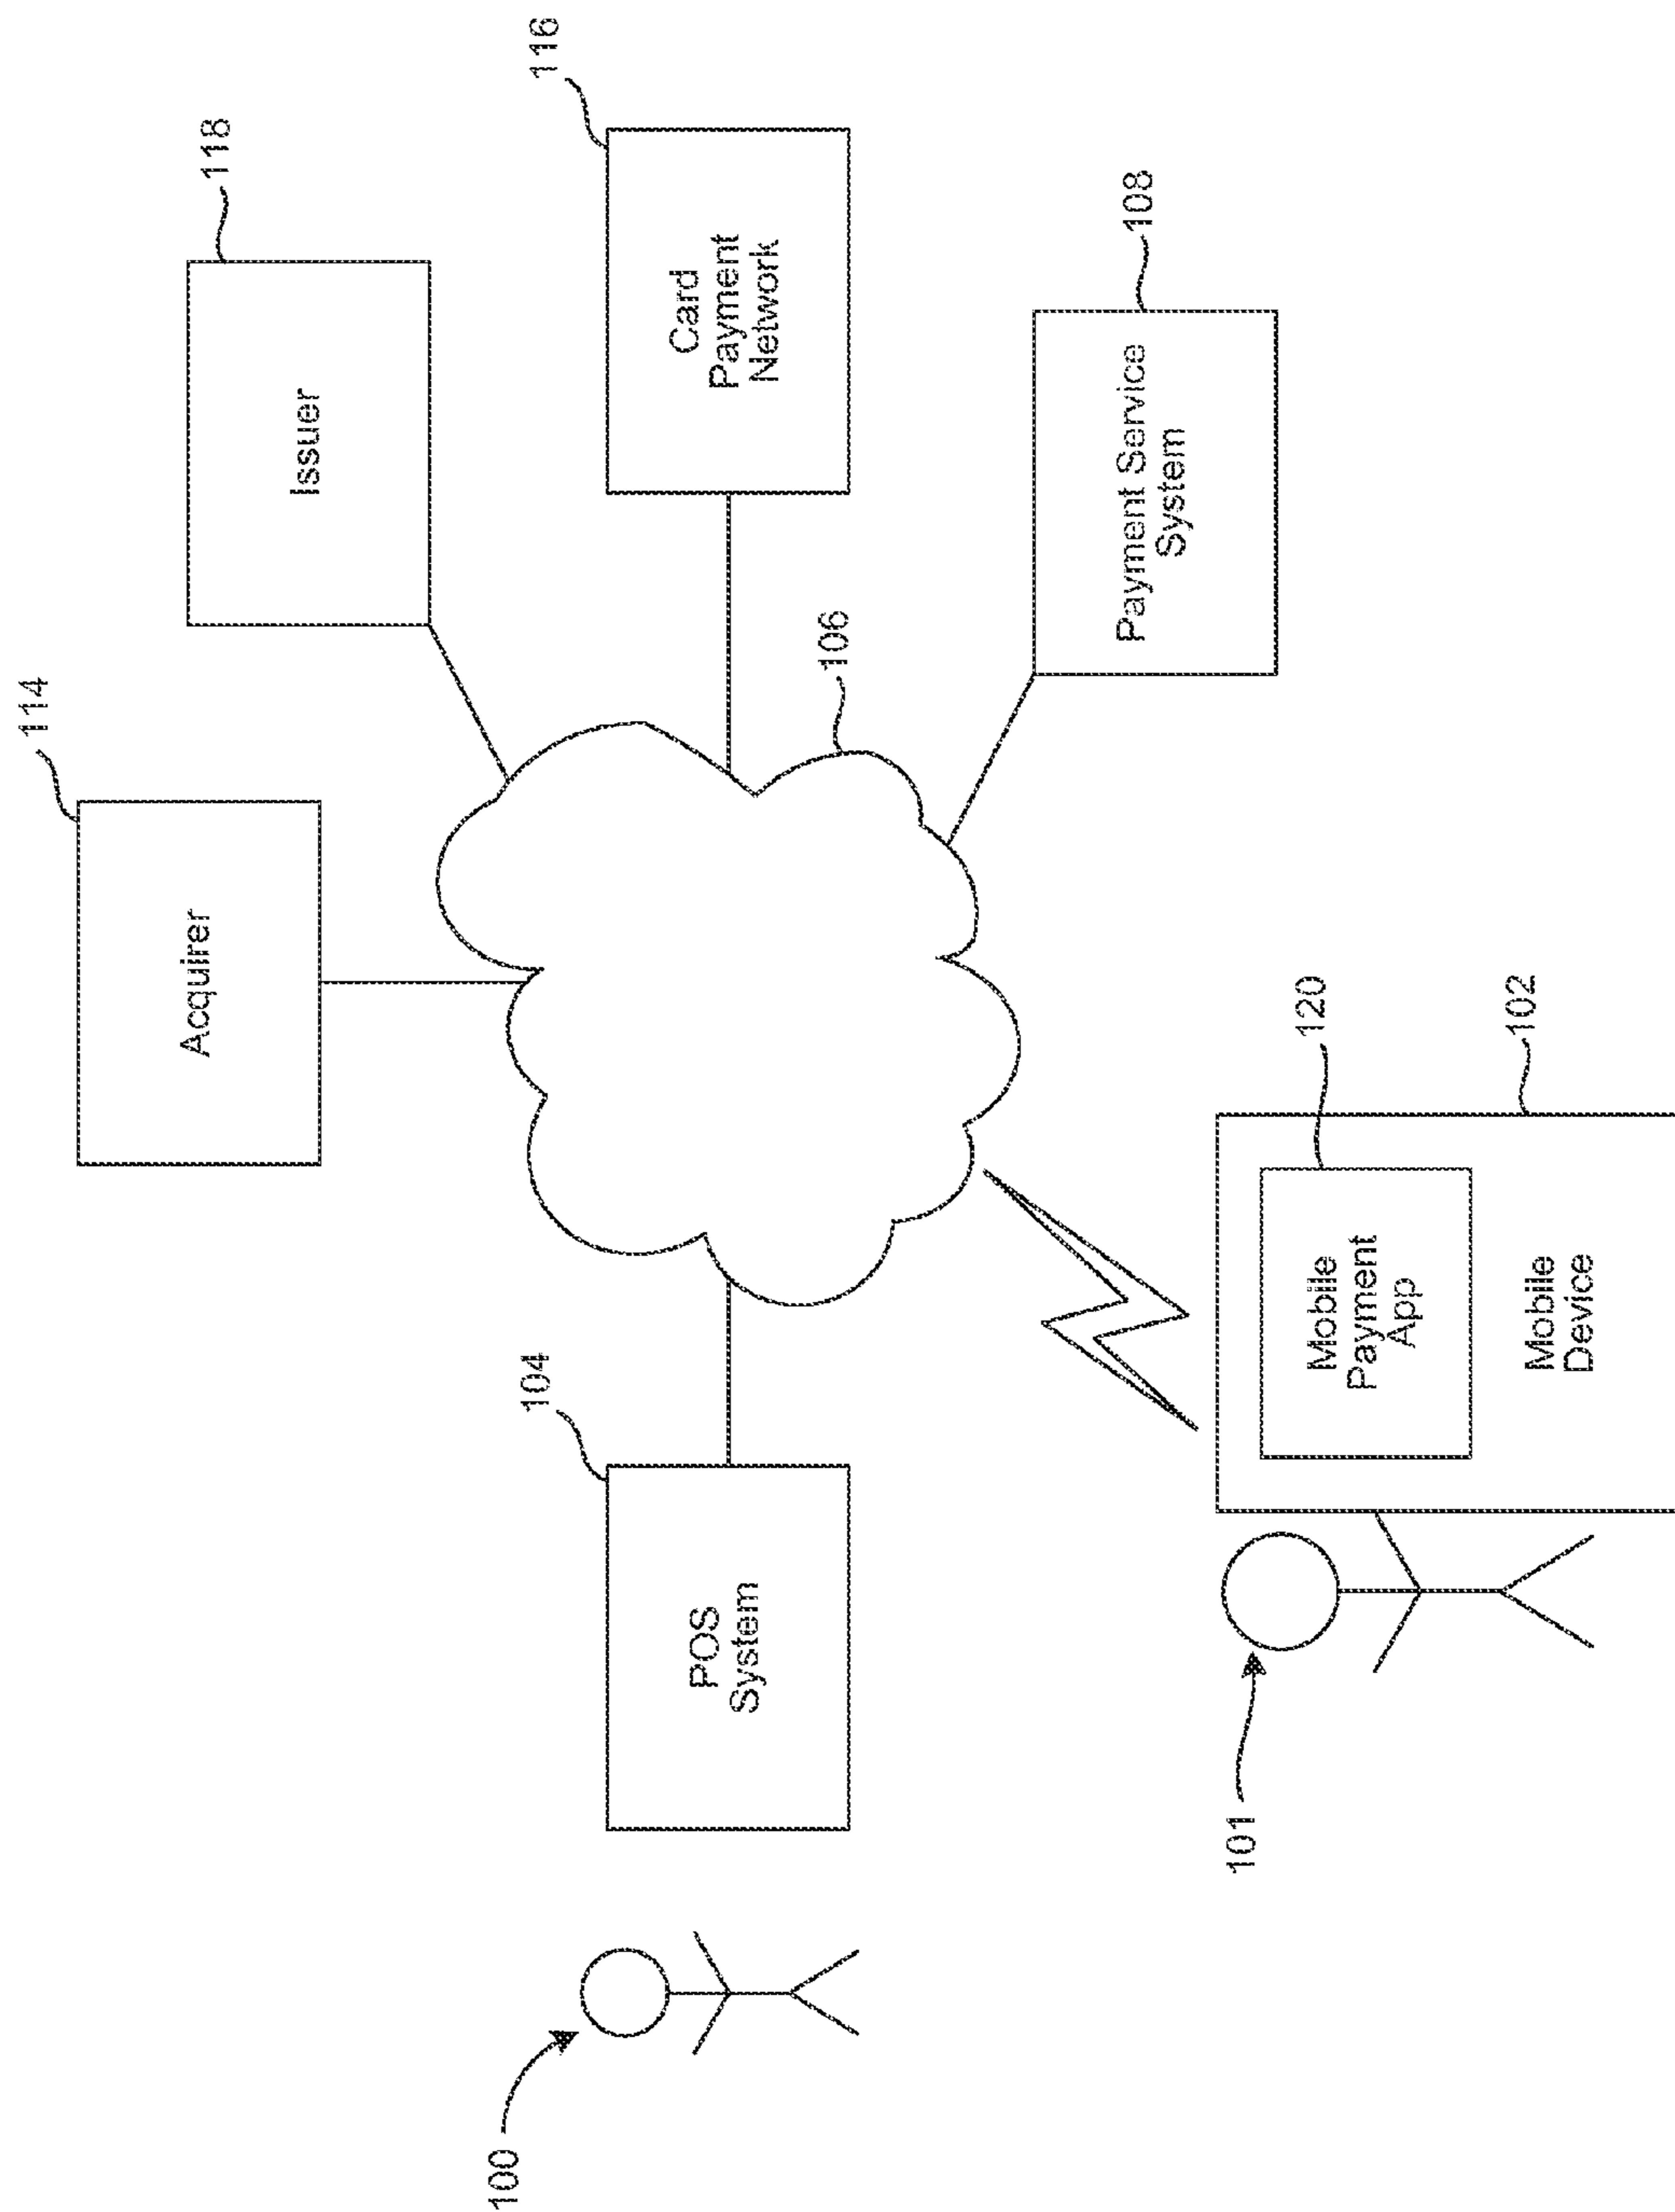 114
Acquirer
118
Issuer
116
Card
Payment
Network
106
108
Payment Service
System
104
POS
System
100
101
120
Mobile
Payment
App
102
Mobile
Device